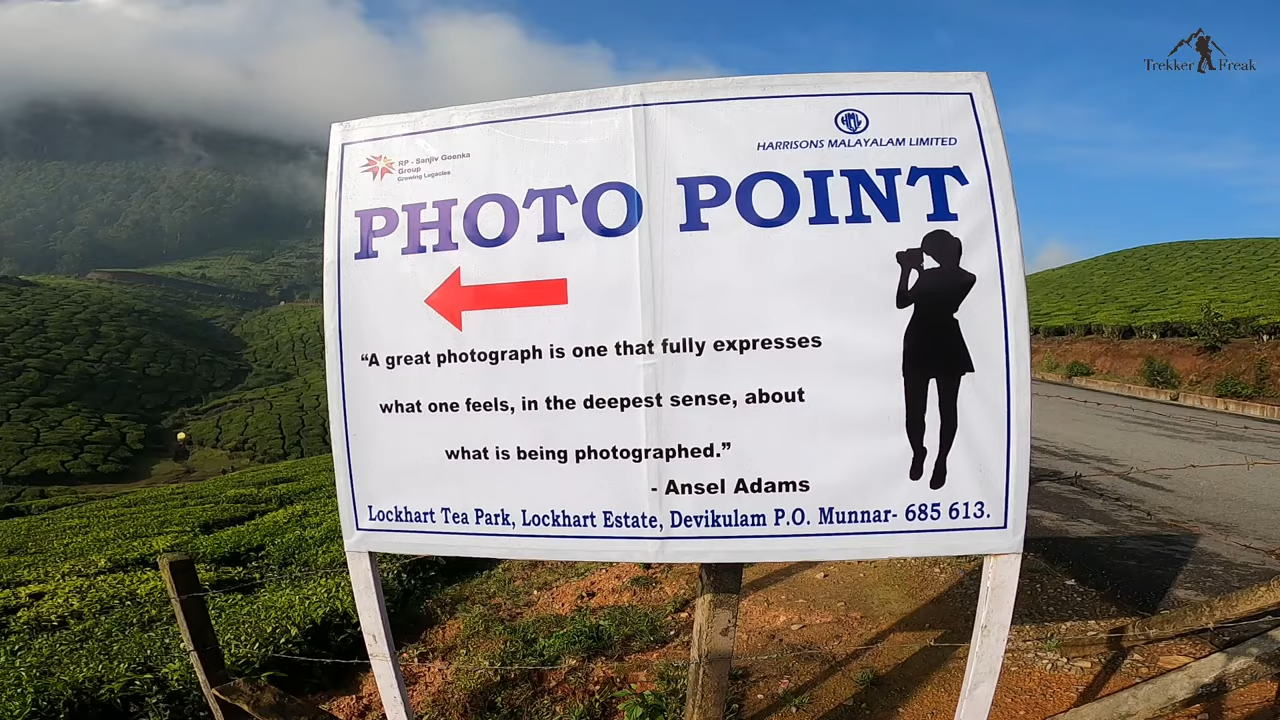 Trekker Freak
HML
HARRISONS MALAYALAM LIMITED
RP - Sanjiv Goenka
Group
Growing Legacies
PHOTO POINT
“A great photograph is one that fully expresses
what one feels, in the deepest sense, about
what is being photographed.”
- Ansel Adams
Lockhart Tea Park, Lockhart Estate, Devikulam P.O. Munnar- 685 613.